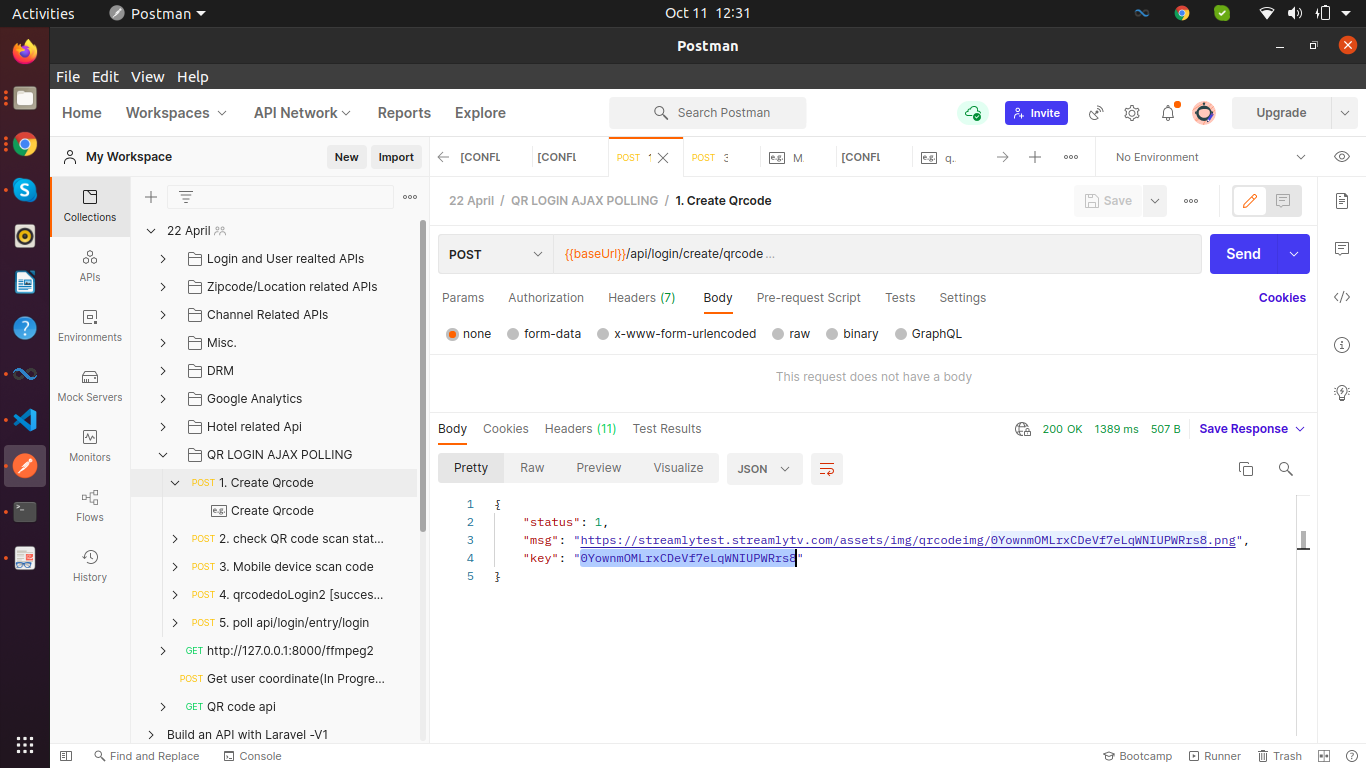 Activities
Postman
Oct 11 12:31
Postman
File Edit View Help
Home Workspaces API Network Reports Explore
Search Postman
Invite
Upgrade
My Workspace
New Import
[CONFL
[CONFL
POST 1
POST 3
e.g. M
[CONFL
e.g. q.
No Environment
Collections
APIs
Environments
Mock Servers
Monitors
Flows
History
22 April
Login and User realted APIs
Zipcode/Location related APIs
Channel Related APIs
Misc.
DRM
Google Analytics
Hotel related Api
QR LOGIN AJAX POLLING
POST 1. Create Qrcode
e.g. Create Qrcode
POST 2. check QR code scan stat...
POST 3. Mobile device scan code
POST 4. qrcodedoLogin2 [succes...
POST 5. poll api/login/entry/login
GET http://127.0.0.1:8000/ffmpeg2
POST Get user coordinate(In Progre...
GET QR code api
Build an API with Laravel -V1
22 April / QR LOGIN AJAX POLLING / 1. Create Qrcode
Save
POST
{{baseUrl}}/api/login/create/qrcode ...
Send
Params Authorization Headers (7) Body Pre-request Script Tests Settings
Cookies
none form-data x-www-form-urlencoded raw binary GraphQL
This request does not have a body
Body Cookies Headers (11) Test Results
200 OK 1389 ms 507 B
Save Response
Pretty Raw Preview Visualize JSON
1 {
2 "status": 1,
3 "msg": "https://streamlytest.streamlytv.com/assets/img/qrcodeimg/0YownmOMLrxCDeVf7eLqWNIUPWRrs8.png",
4 "key": "0YownmOMLrxCDeVf7eLqWNIUPWRrs8"
5 }
Find and Replace
Console
Bootcamp
Runner
Trash